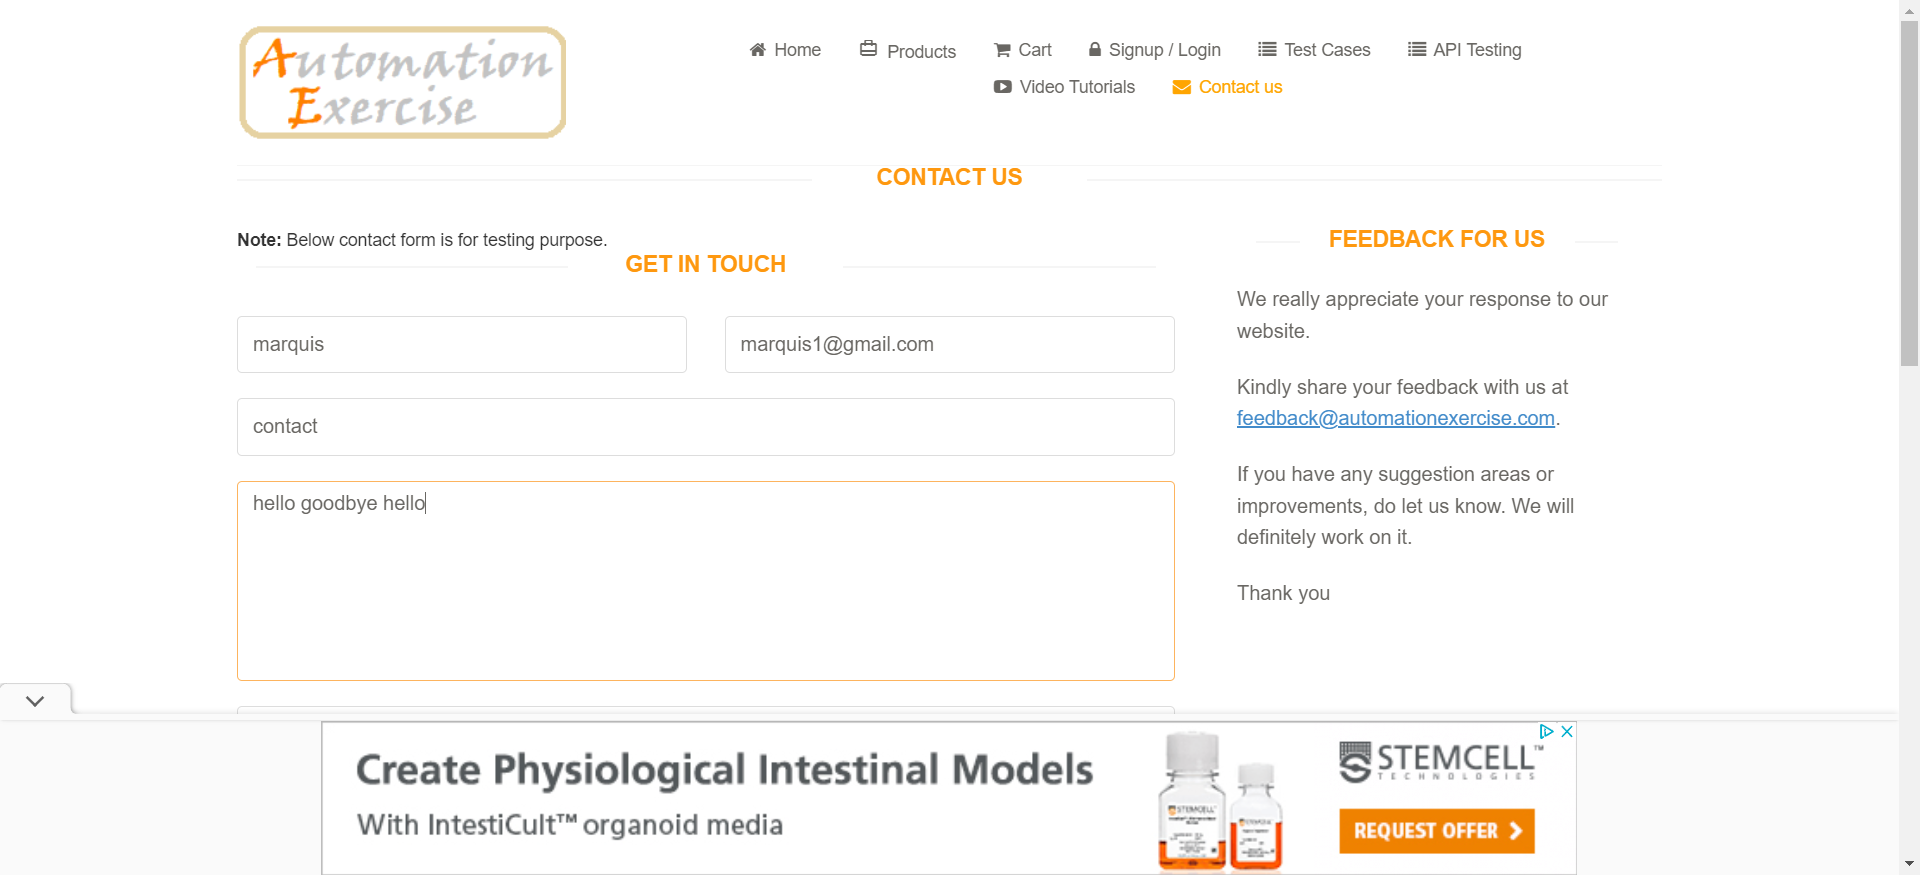 Automation
Exercise
Home
Products
Cart
Signup / Login
Test Cases
API Testing
Video Tutorials
Contact us
CONTACT US
Note: Below contact form is for testing purpose.
GET IN TOUCH
marquis
marquis1@gmail.com
contact
hello goodbye hello
FEEDBACK FOR US
We really appreciate your response to our
website.
Kindly share your feedback with us at
feedback@automationexercise.com.
If you have any suggestion areas or
improvements, do let us know. We will
definitely work on it.
Thank you
Create Physiological Intestinal Models
With IntestiCult™ organoid media
STEMCELL
STEMCELL™
TECHNOLOGIES
REQUEST OFFER